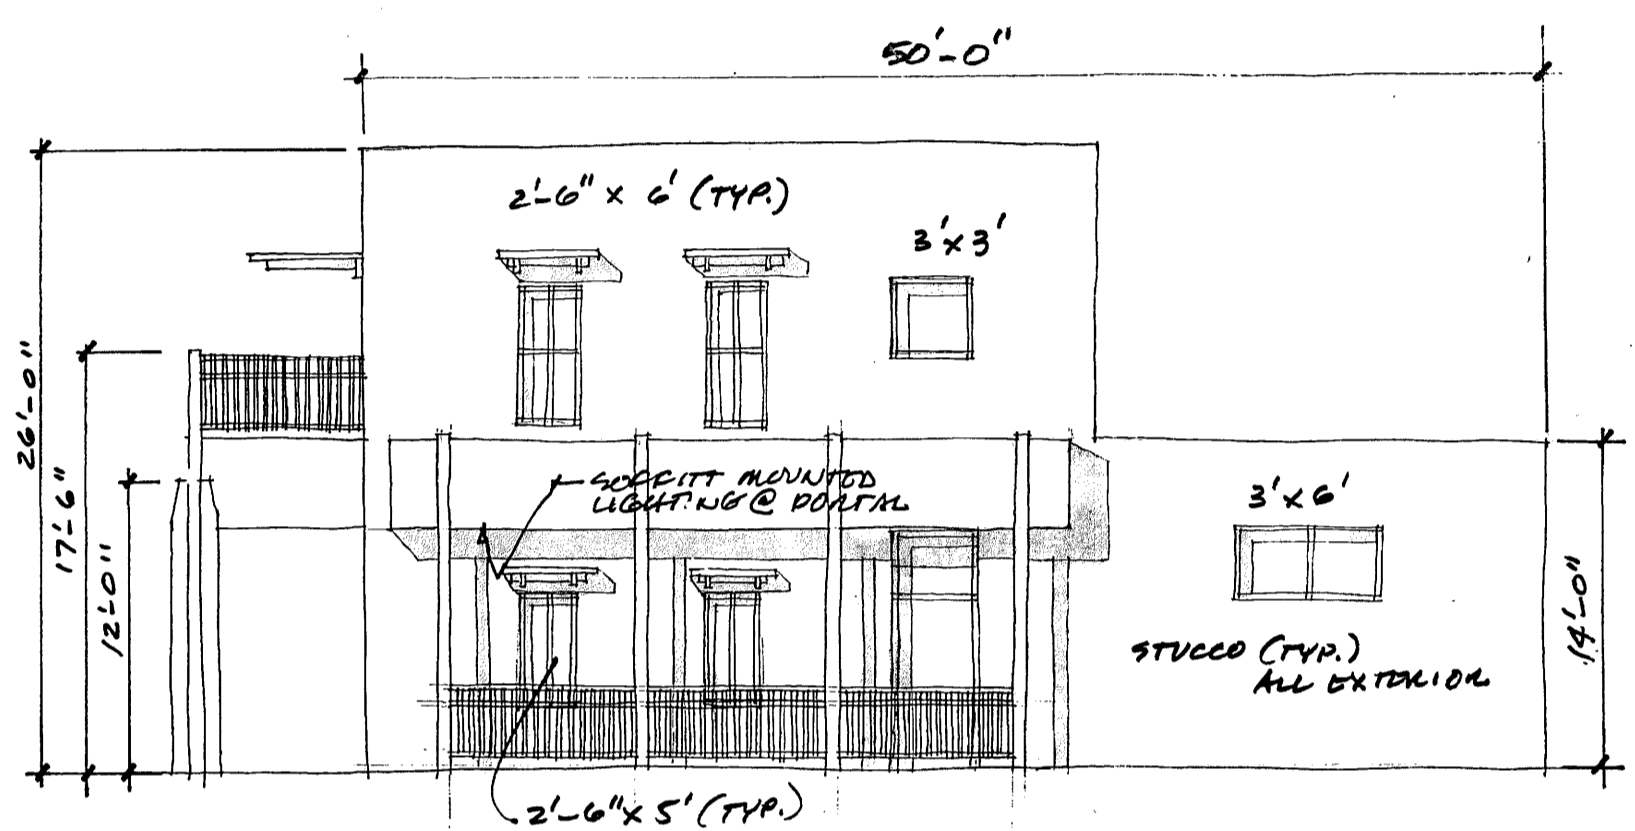 50'-0"
2'-6" x 6' (TYP.)
3'x3'
26'-0"
17'-6"
12'-0"
SOFFITT MOUNTED
LIGHTING @ PORTAL
3'x6'
14'-0"
STUCCO (TYP.)
ALL EXTERIOR
2'-6"x5' (TYP.)